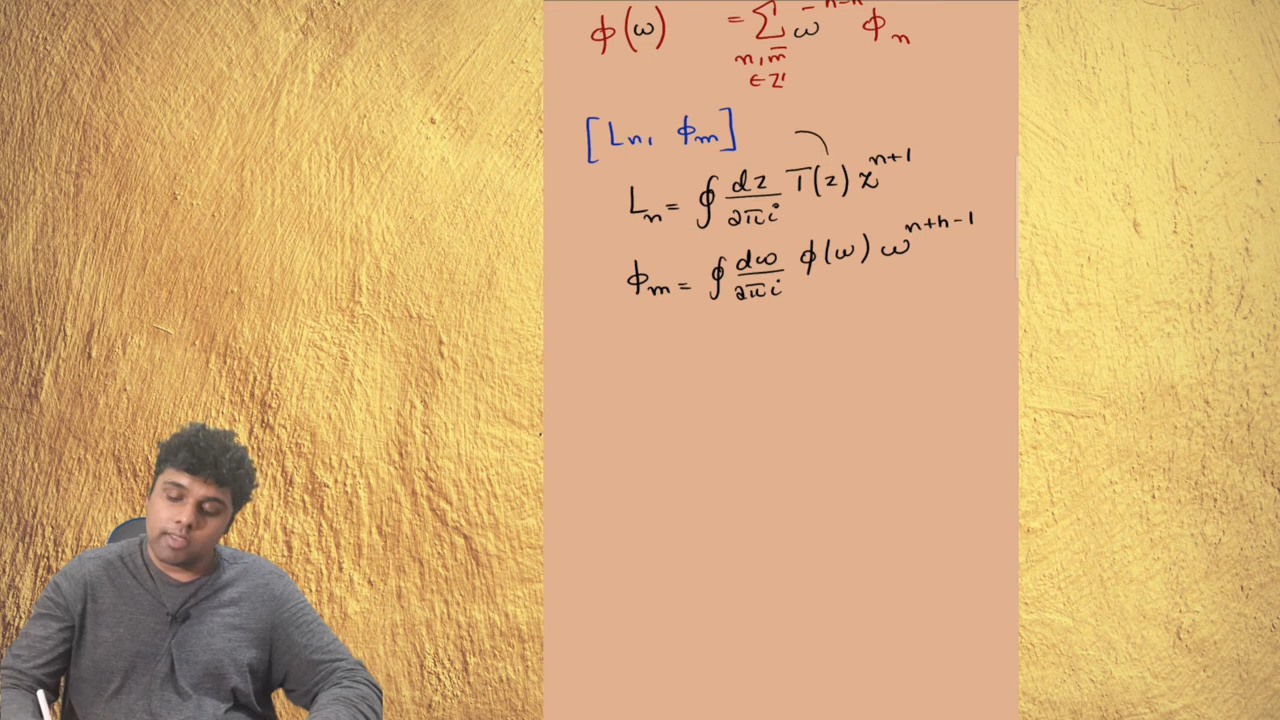 ϕ(ω) = ∑ ω^{-n-h} ϕ_n
n, m̅
∈ Z
[L_n, ϕ_m]
L_n = ∮ dz/2πi T(z) z^{n+1}
ϕ_m = ∮ dω/2πi ϕ(ω) ω^{n+h-1}